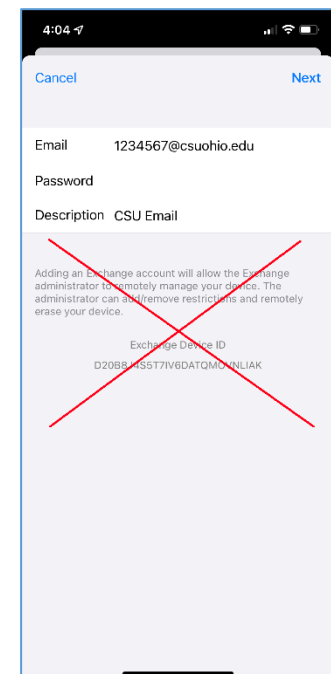 4:04
Cancel Next
Email 1234567@csuohio.edu
Password
Description CSU Email
Adding an Exchange account will allow the Exchange
administrator to remotely manage your device. The
administrator can add/remove restrictions and remotely
erase your device.
Exchange Device ID